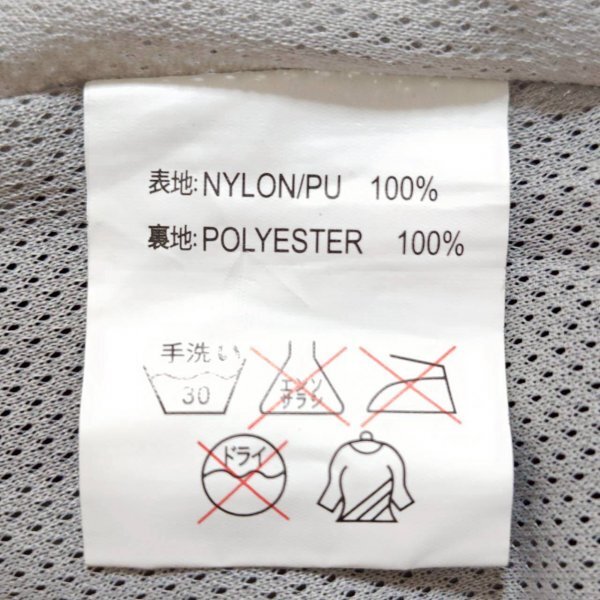 表地: NYLON/PU 100%
裏地: POLYESTER 100%
手洗い
30
エンソ
サラシ
ドライ